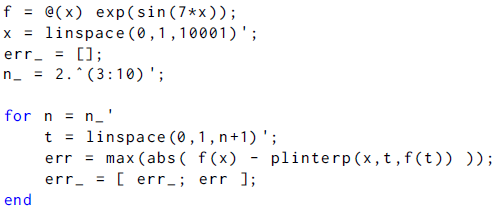 f = @(x) exp(sin(7*x));
x = linspace(0,1,10001)';
err_ = [];
n_ = 2.^(3:10)';
for n = n_'
t = linspace(0,1,n+1)';
err = max(abs( f(x) - plinterp(x,t,f(t)) ));
err_ = [ err_; err ];
end